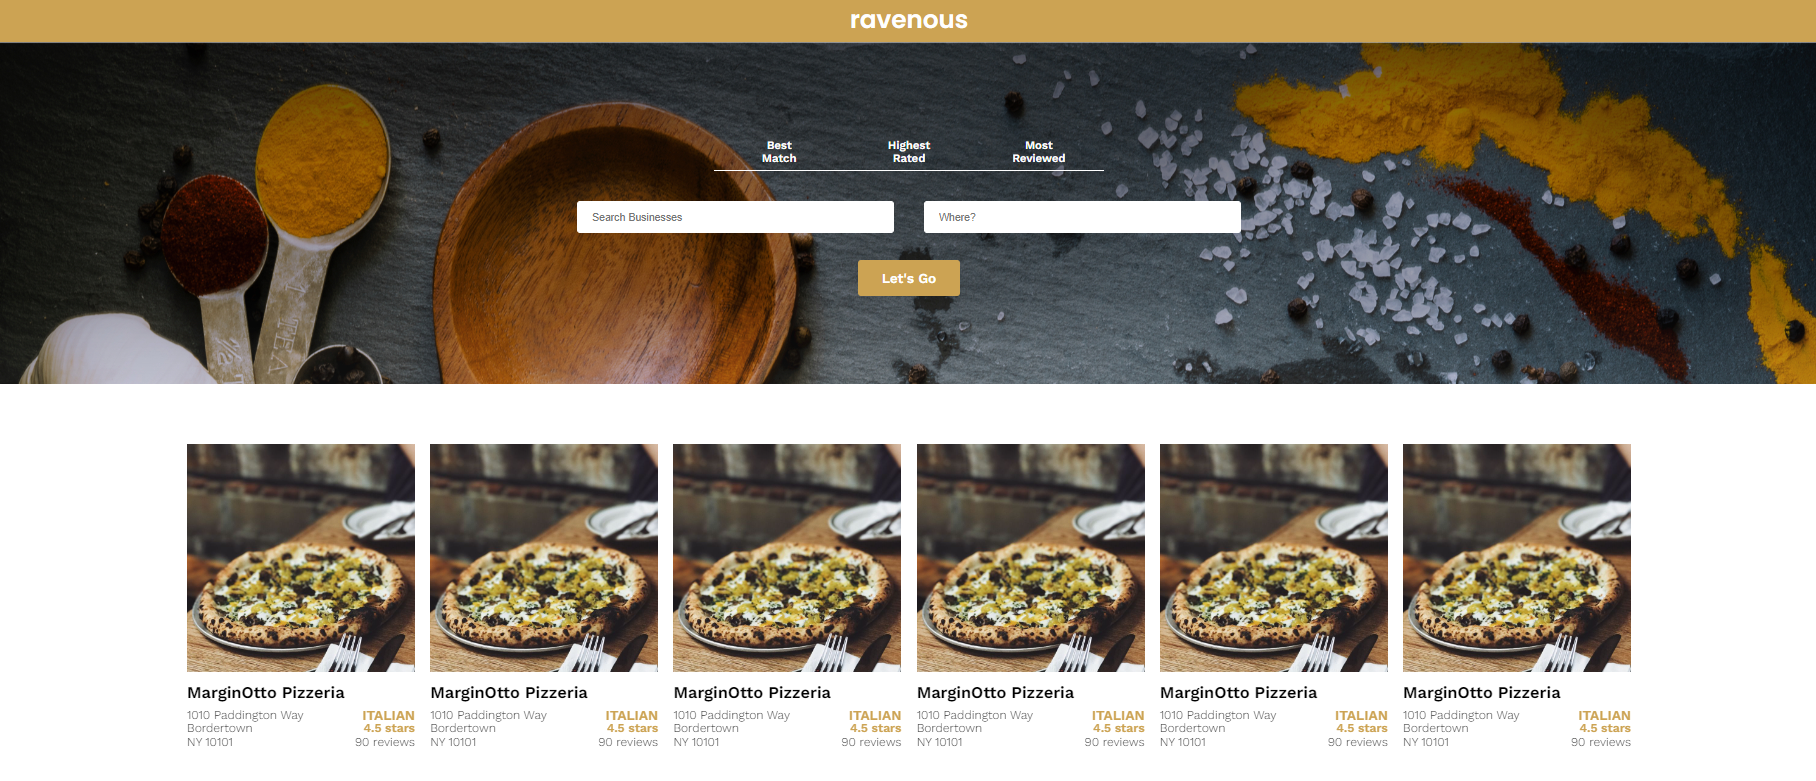 ravenous
Best Match
Highest Rated
Most Reviewed
Search Businesses
Where?
Let's Go
1 TEA
½ T
MarginOtto Pizzeria
1010 Paddington Way
Bordertown
NY 10101
ITALIAN
4.5 stars
90 reviews
MarginOtto Pizzeria
1010 Paddington Way
Bordertown
NY 10101
ITALIAN
4.5 stars
90 reviews
MarginOtto Pizzeria
1010 Paddington Way
Bordertown
NY 10101
ITALIAN
4.5 stars
90 reviews
MarginOtto Pizzeria
1010 Paddington Way
Bordertown
NY 10101
ITALIAN
4.5 stars
90 reviews
MarginOtto Pizzeria
1010 Paddington Way
Bordertown
NY 10101
ITALIAN
4.5 stars
90 reviews
MarginOtto Pizzeria
1010 Paddington Way
Bordertown
NY 10101
ITALIAN
4.5 stars
90 reviews